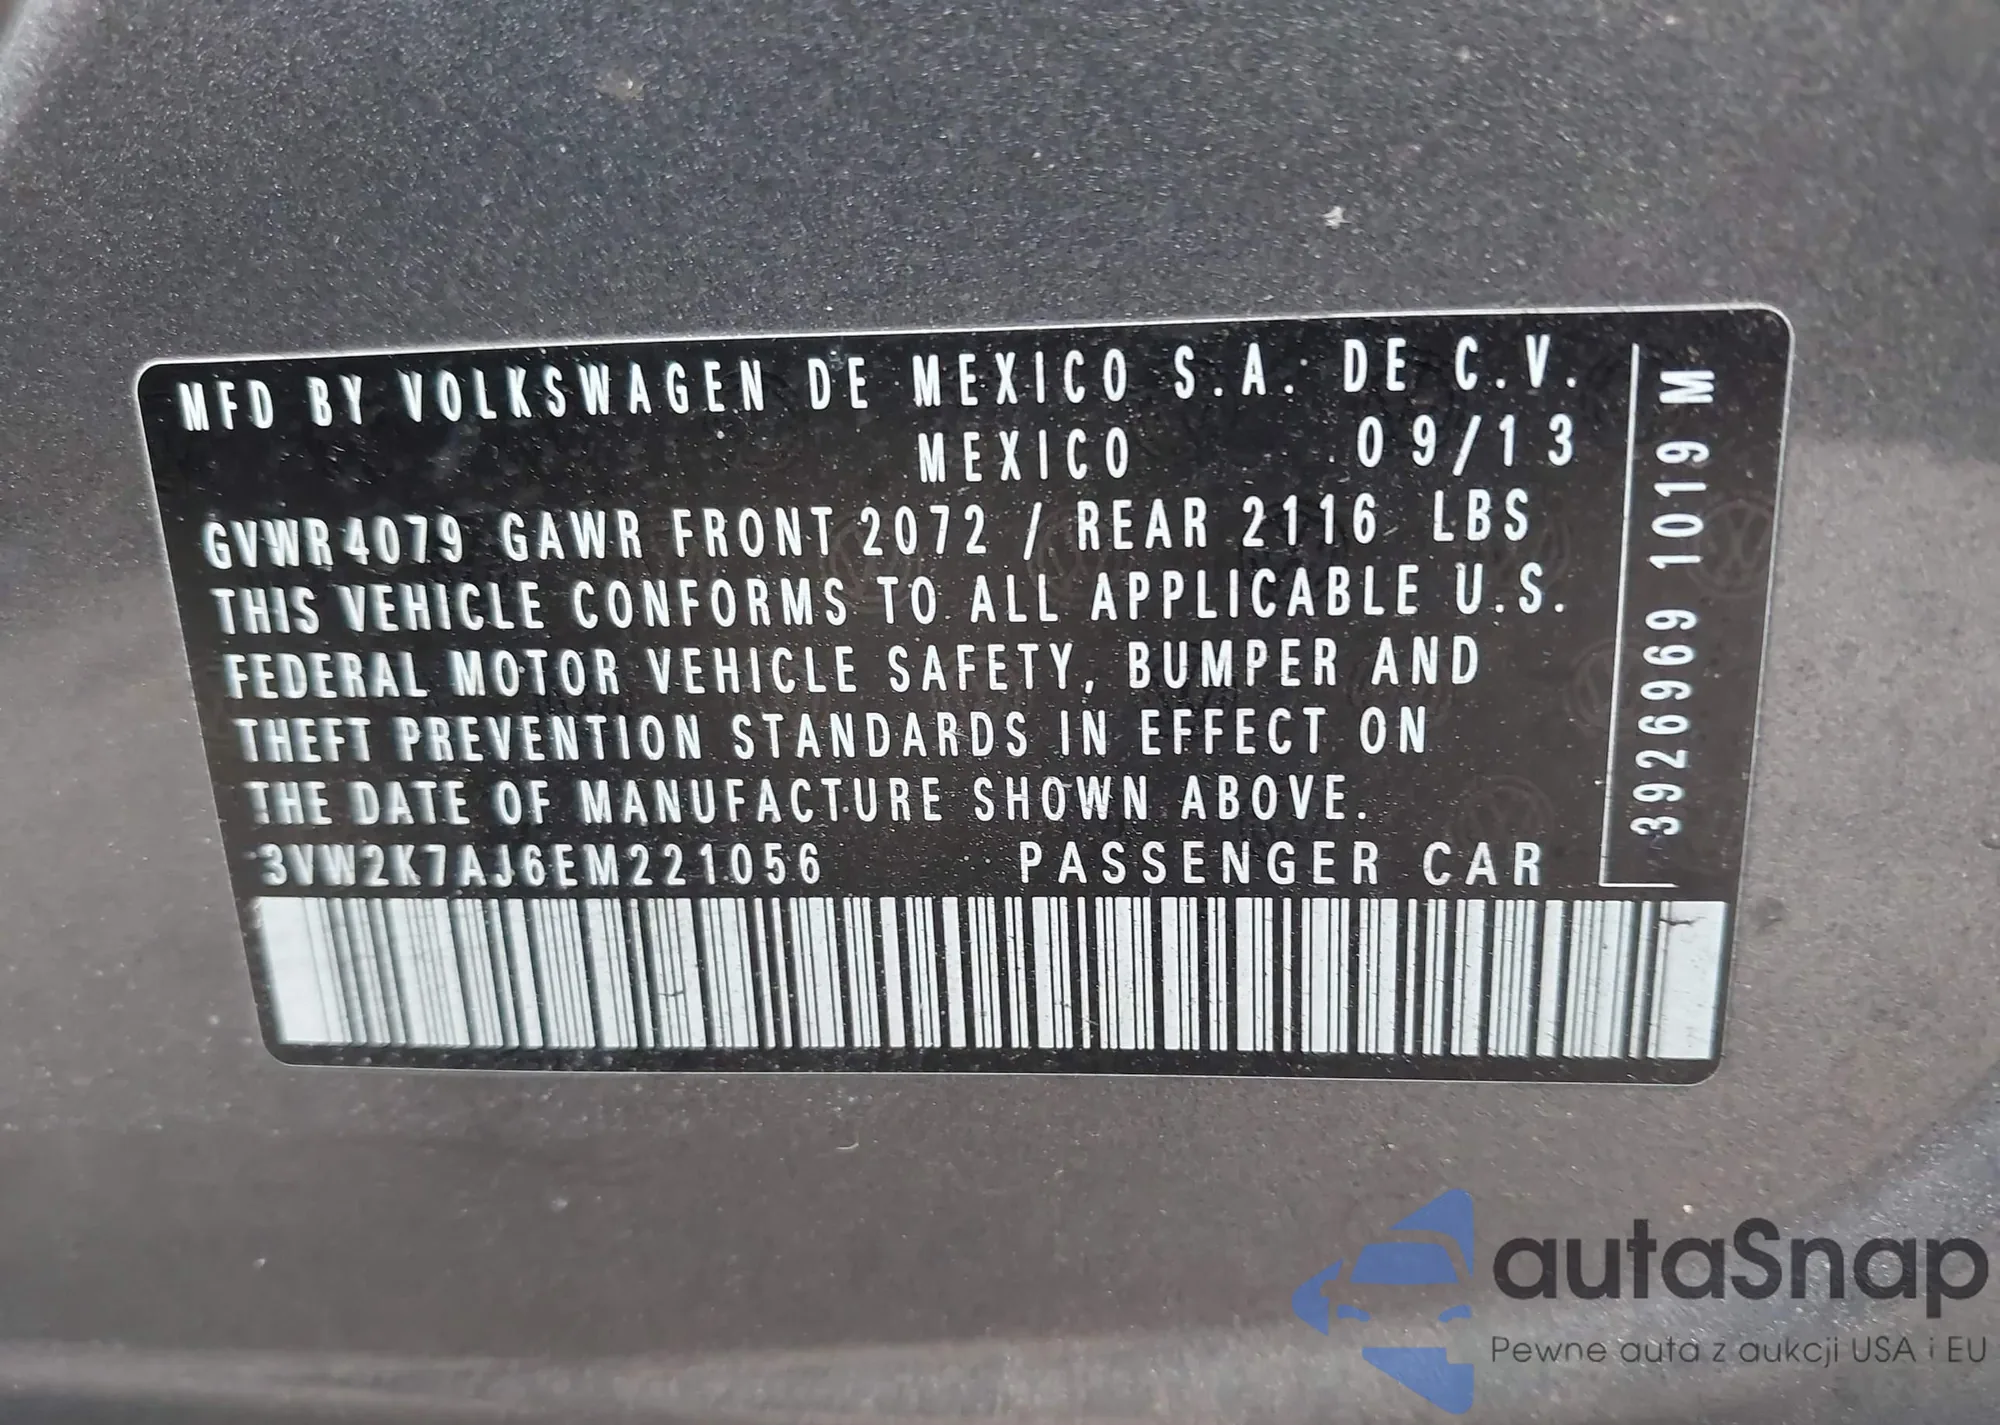 MFD BY VOLKSWAGEN DE MEXICO S.A. DE C.V.
MEXICO 09/13
GVWR 4079 GAWR FRONT 2072 / REAR 2116 LBS
THIS VEHICLE CONFORMS TO ALL APPLICABLE U.S.
FEDERAL MOTOR VEHICLE SAFETY, BUMPER AND
THEFT PREVENTION STANDARDS IN EFFECT ON
THE DATE OF MANUFACTURE SHOWN ABOVE.
3VW2K7AJ6EM221056 PASSENGER CAR
3926969 1019 M
autaSnap
Pewne auta z aukcji USA i EU